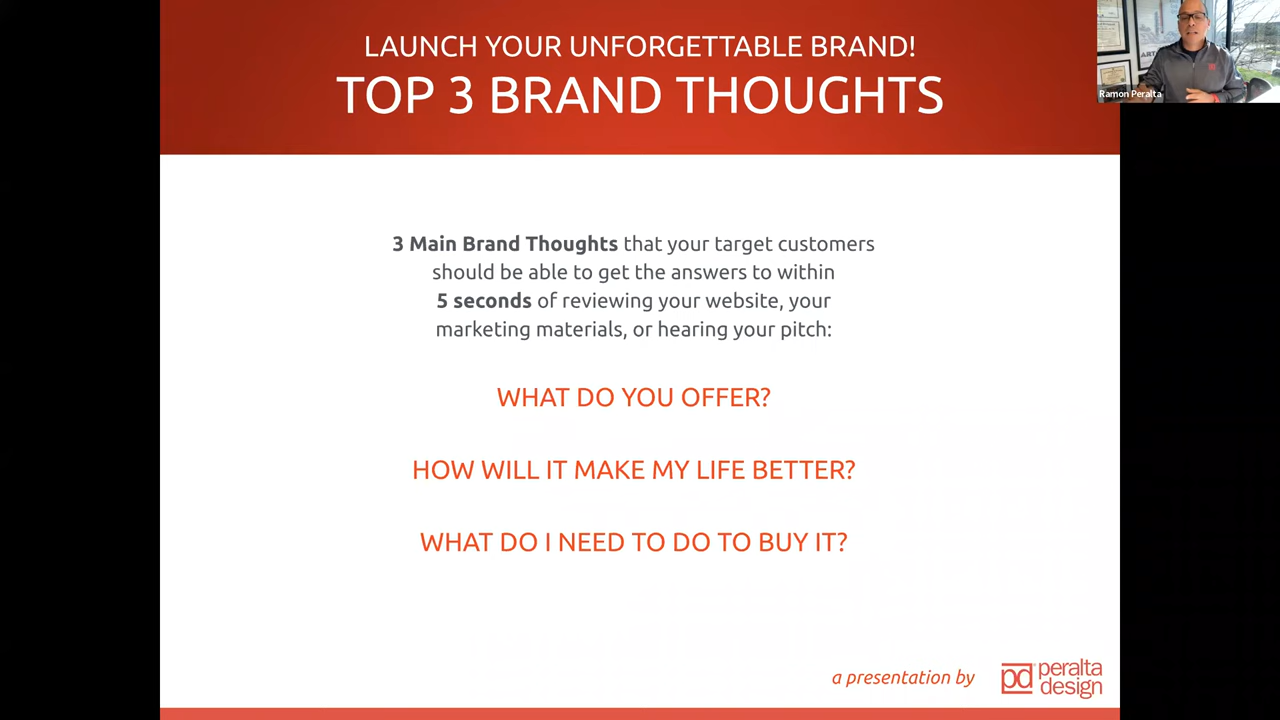 LAUNCH YOUR UNFORGETTABLE BRAND!
TOP 3 BRAND THOUGHTS
Ramon Peralta
3 Main Brand Thoughts that your target customers
should be able to get the answers to within
5 seconds of reviewing your website, your
marketing materials, or hearing your pitch:
WHAT DO YOU OFFER?
HOW WILL IT MAKE MY LIFE BETTER?
WHAT DO I NEED TO DO TO BUY IT?
a presentation by
pd peralta
design